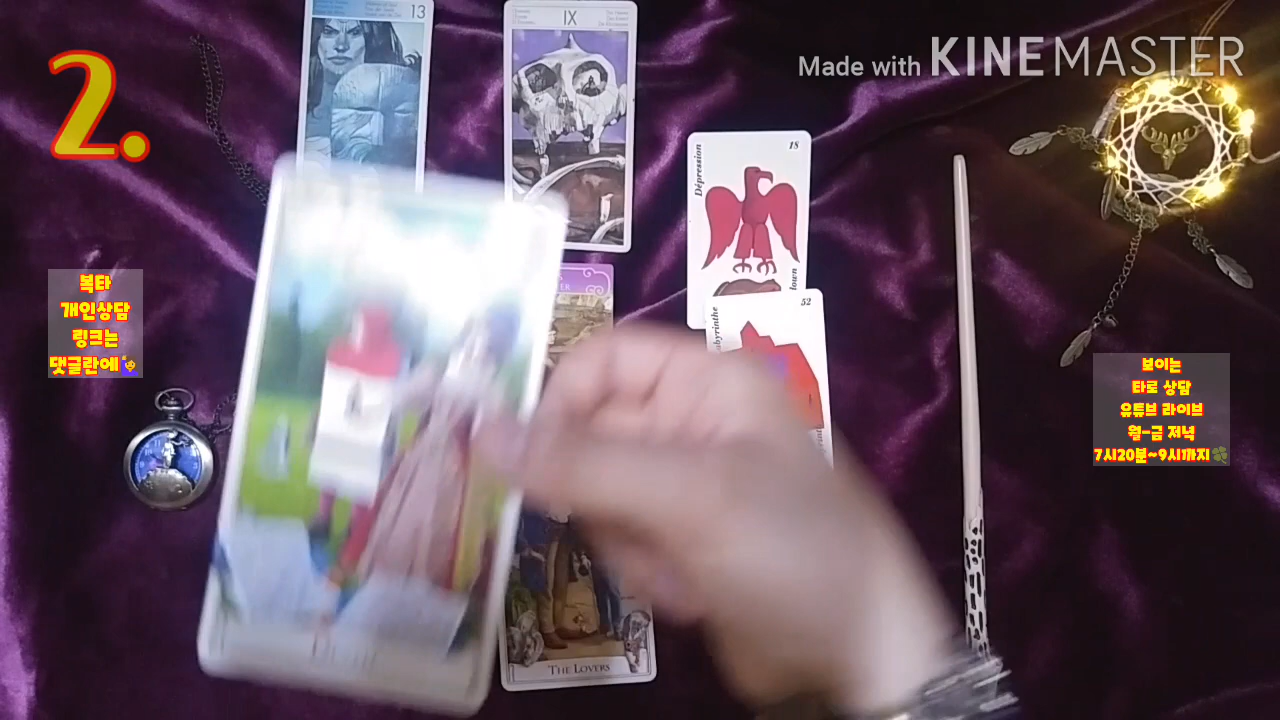 2.
13
IX
Made with KINEMASTER
Dépression
18
52
복타
개인상담
링크는
댓글란에
보이는
타로 상담
유튜브 라이브
월-금 저녁
7시20분~9시까지
THE LOVERS